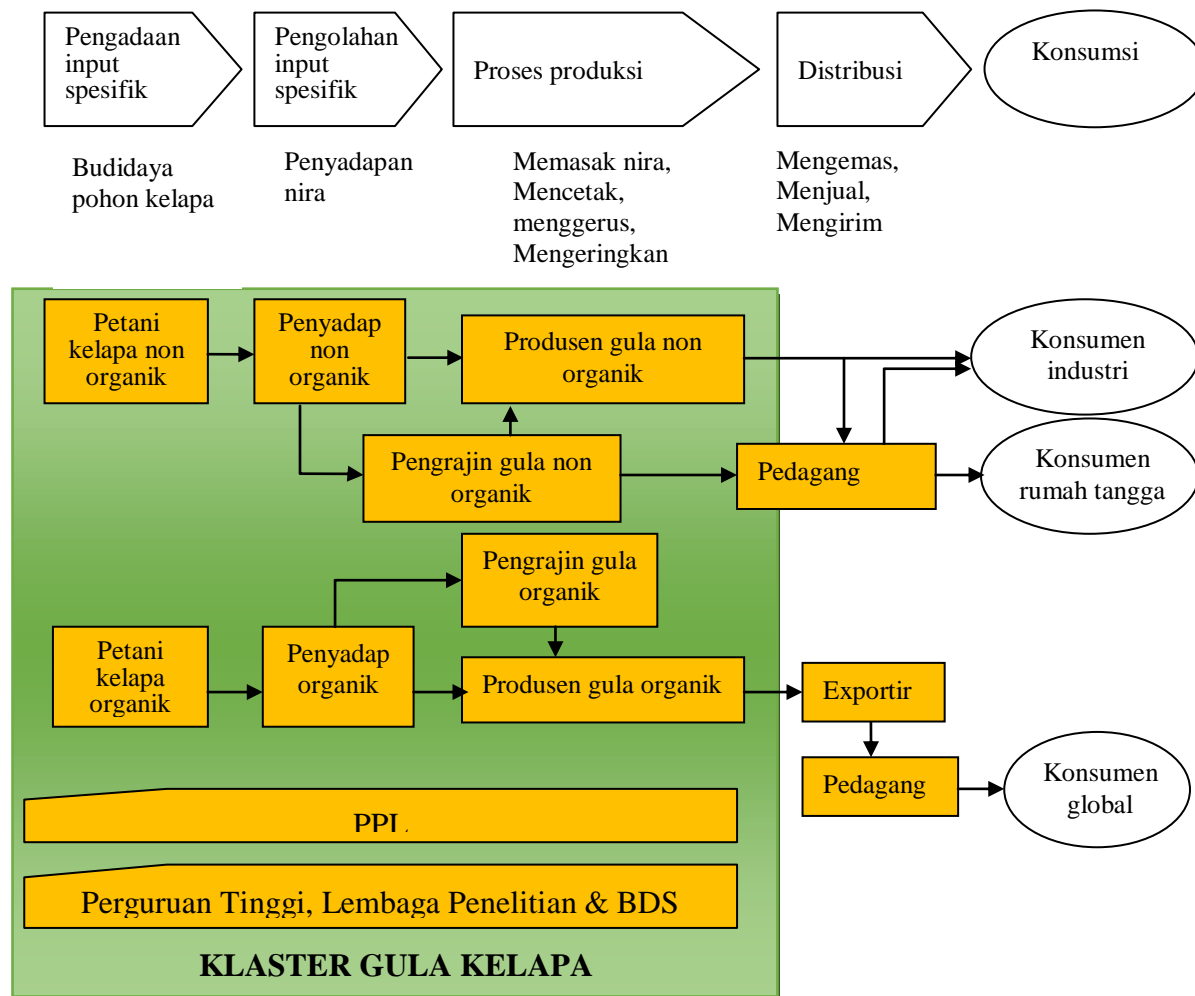 Pengadaan
input
spesifik
Pengolahan
input
spesifik
Proses produksi
Distribusi
Konsumsi
Budidaya
pohon kelapa
Penyadapan
nira
Memasak nira,
Mencetak,
menggerus,
Mengeringkan
Mengemas,
Menjual,
Mengirim
Petani
kelapa non
organik
Penyadap
non
organik
Produsen gula non
organik
Konsumen
industri
Pengrajin gula non
organik
Pedagang
Konsumen
rumah tangga
Pengrajin gula
organik
Petani
kelapa
organik
Penyadap
organik
Produsen gula organik
Exportir
Pedagang
Konsumen
global
PPL
Perguruan Tinggi, Lembaga Penelitian & BDS
KLASTER GULA KELAPA